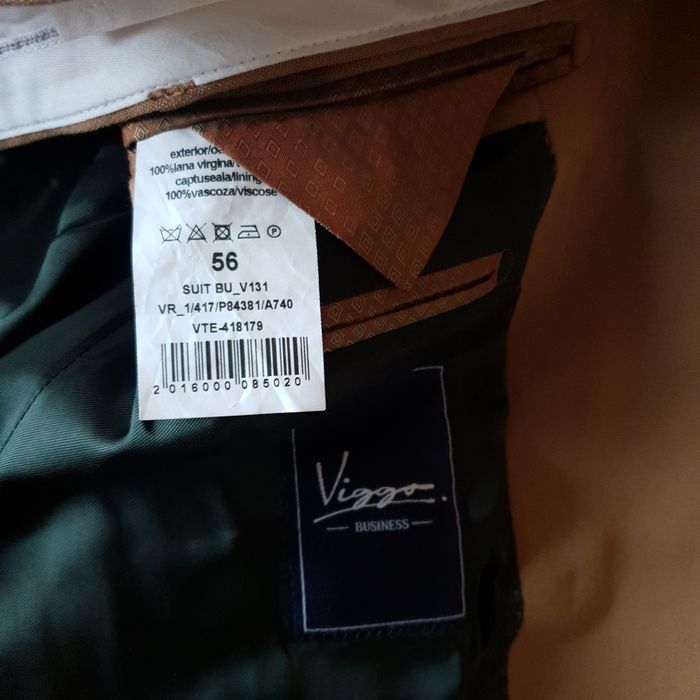 100%lana virgina/
captuseala/lining
100%vascoza/viscose
56
SUIT BU_V131
VR_1/417/P84381/A740
VTE-418179
2 016000 085020
Viggo.
— BUSINESS —